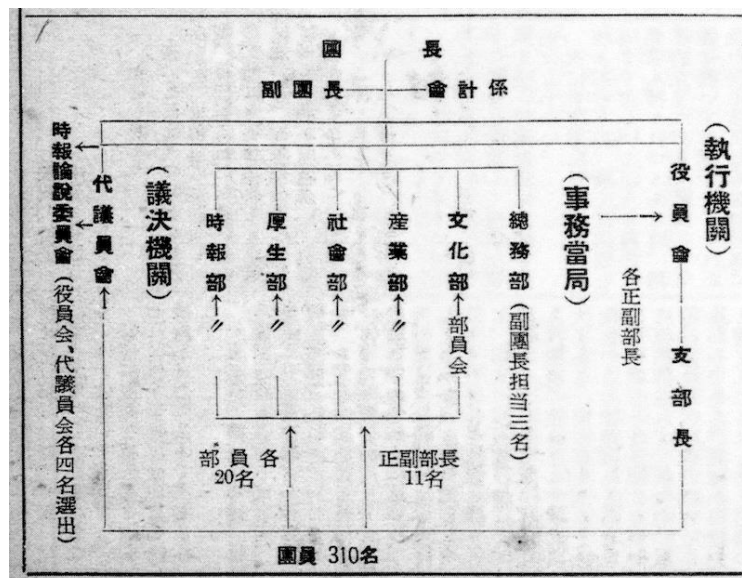 團長
副團長
會計係
（執行機關）
役員會
支部長
各正副部長
（事務當局）
總務部（副團長担当三名）
文化部
部員会
産業部
〃
社會部
〃
厚生部
〃
時報部
〃
（議決機關）
代議員會
時報論説委員會（役員会、代議員会各四名選出）
正副部長
11名
部員各
20名
團員 310名